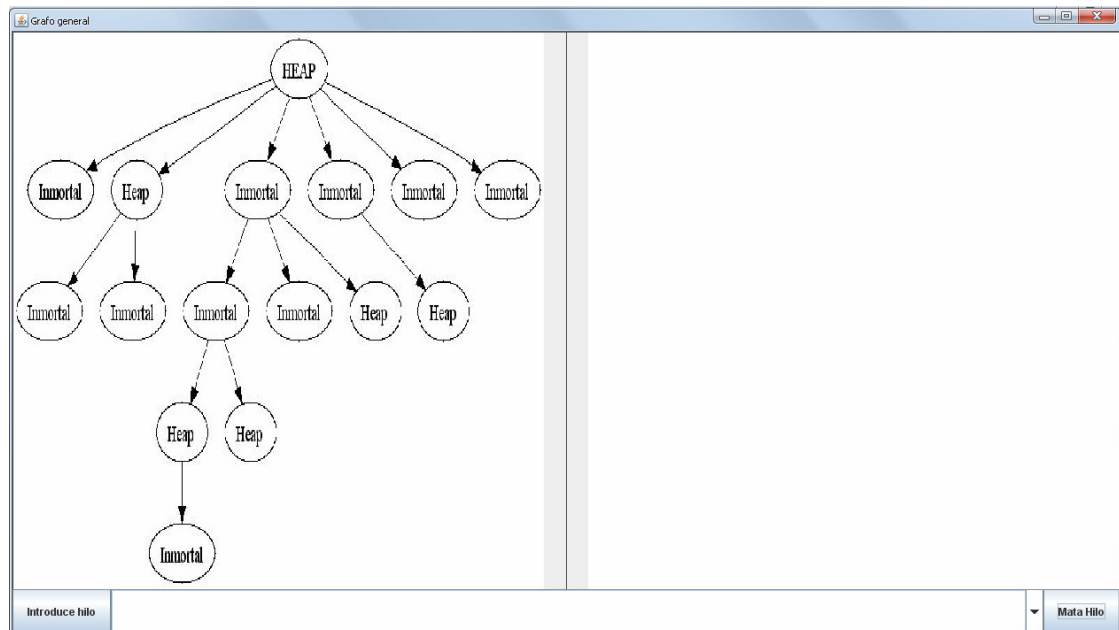 Grafo general
HEAP
Inmortal Heap Inmortal Inmortal Inmortal Inmortal
Inmortal Inmortal Inmortal Inmortal Heap Heap
Heap Heap
Inmortal
Introduce hilo Mata Hilo